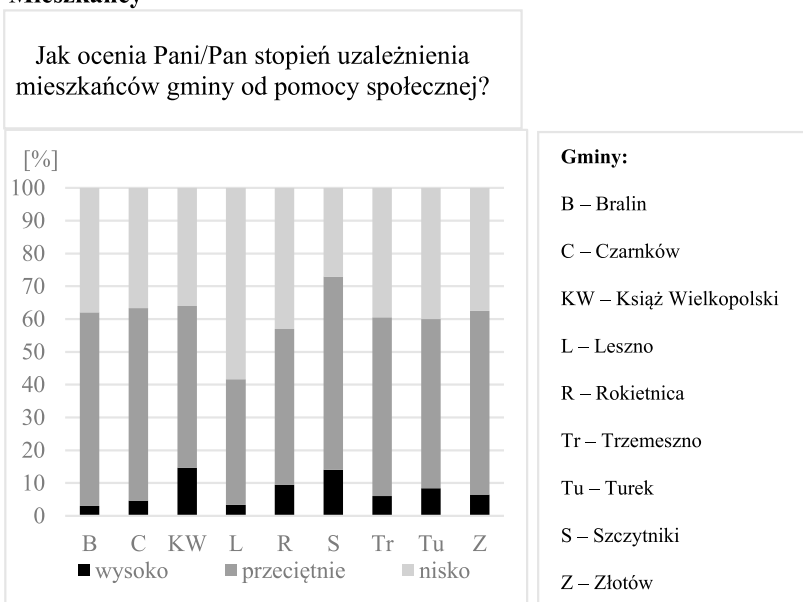 Mieszkańcy
Jak ocenia Pani/Pan stopień uzależnienia
mieszkańców gminy od pomocy społecznej?
[%]
100
90
80
70
60
50
40
30
20
10
0
B C KW L R S Tr Tu Z
wysoko przeciętnie nisko
Gminy:
B – Bralin
C – Czarnków
KW – Książ Wielkopolski
L – Leszno
R – Rokietnica
Tr – Trzemeszno
Tu – Turek
S – Szczytniki
Z – Złotów